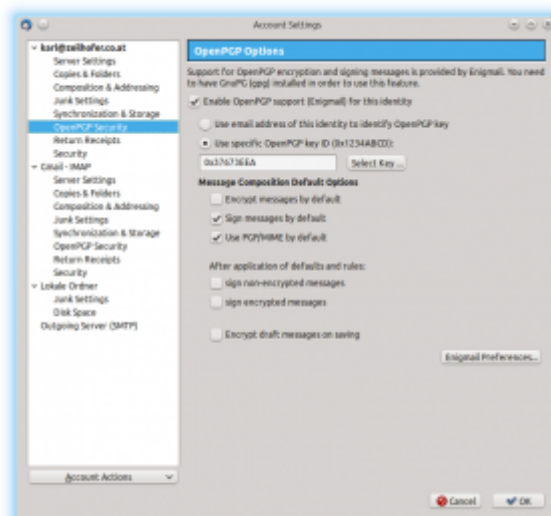 Account Settings
karl@zeilhofer.co.at
Server Settings
Copies & Folders
Composition & Addressing
Junk Settings
Synchronization & Storage
OpenPGP Security
Return Receipts
Security
Gmail - IMAP
Server Settings
Copies & Folders
Composition & Addressing
Junk Settings
Synchronization & Storage
OpenPGP Security
Return Receipts
Security
Lokale Ordner
Junk Settings
Disk Space
Outgoing Server (SMTP)
Account Actions
OpenPGP Options
Support for OpenPGP encryption and signing messages is provided by Enigmail. You need
to have GnuPG (gpg) installed in order to use this feature.
Enable OpenPGP support (Enigmail) for this identity
Use email address of this identity to identify OpenPGP key
Use specific OpenPGP key ID (0x1234ABCD):
0x37673EEA
Select Key ...
Message Composition Default Options
Encrypt messages by default
Sign messages by default
Use PGP/MIME by default
After application of defaults and rules:
sign non-encrypted messages
sign encrypted messages
Encrypt draft messages on saving
Enigmail Preferences...
Cancel
OK